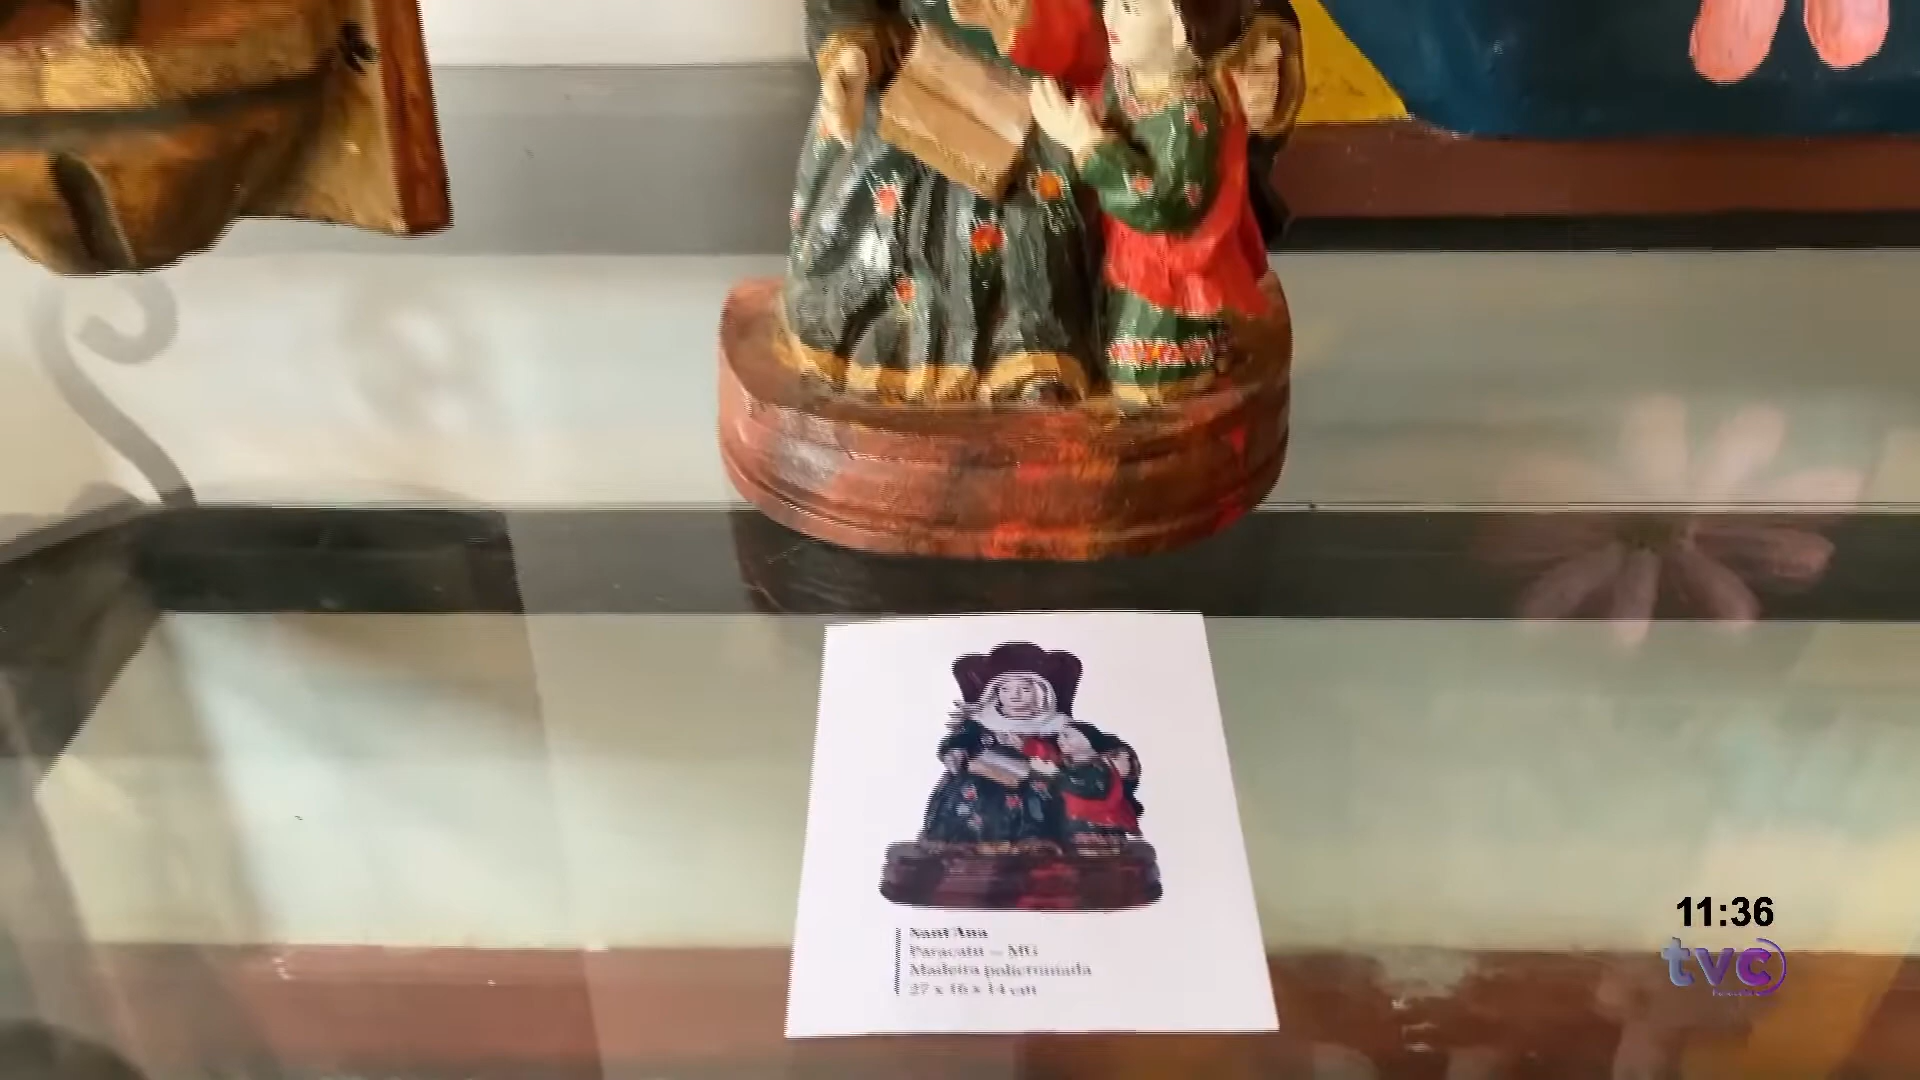 Sant'Ana
Paracatu – MG
Madeira policromada
27 x 16 x 14 cm
11:36
tvc